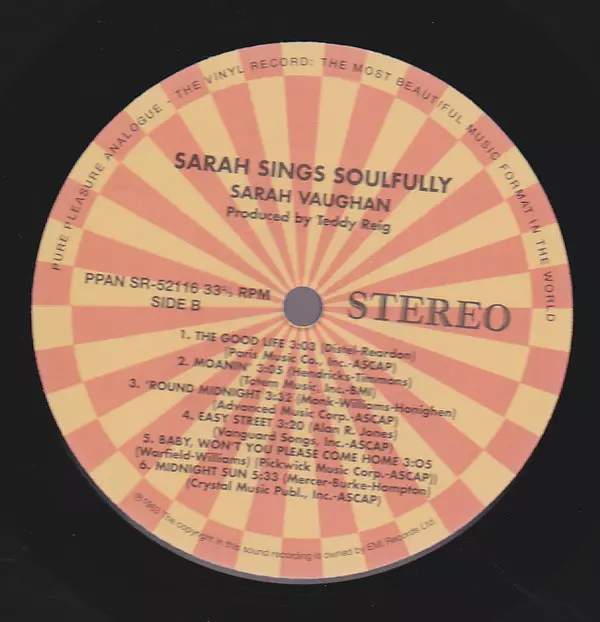 PURE PLEASURE ANALOGUE - THE VINYL RECORD: THE MOST BEAUTIFUL MUSIC FORMAT IN THE WORLD
SARAH SINGS SOULFULLY
SARAH VAUGHAN
Produced by Teddy Reig
PPAN SR-52116 33⅓ RPM
SIDE B
STEREO
1. THE GOOD LIFE 3:03 (Distel-Reardon)
(Paris Music Co., Inc.-ASCAP)
2. MOANIN' 3:05 (Hendricks-Timmons)
(Totem Music, Inc.-BMI)
3. 'ROUND MIDNIGHT 3:32 (Monk-Williams-Hanighen)
(Advanced Music Corp.-ASCAP)
4. EASY STREET 3:20 (Alan R. Jones)
(Vanguard Songs, Inc.-ASCAP)
5. BABY, WON'T YOU PLEASE COME HOME 3:05
(Warfield-Williams) (Pickwick Music Corp.-ASCAP))
6. MIDNIGHT SUN 5:33 (Mercer-Burke-Hampton)
(Crystal Music Publ., Inc.-ASCAP)
℗1963 The copyright in this sound recording is owned by EMI Records Ltd.